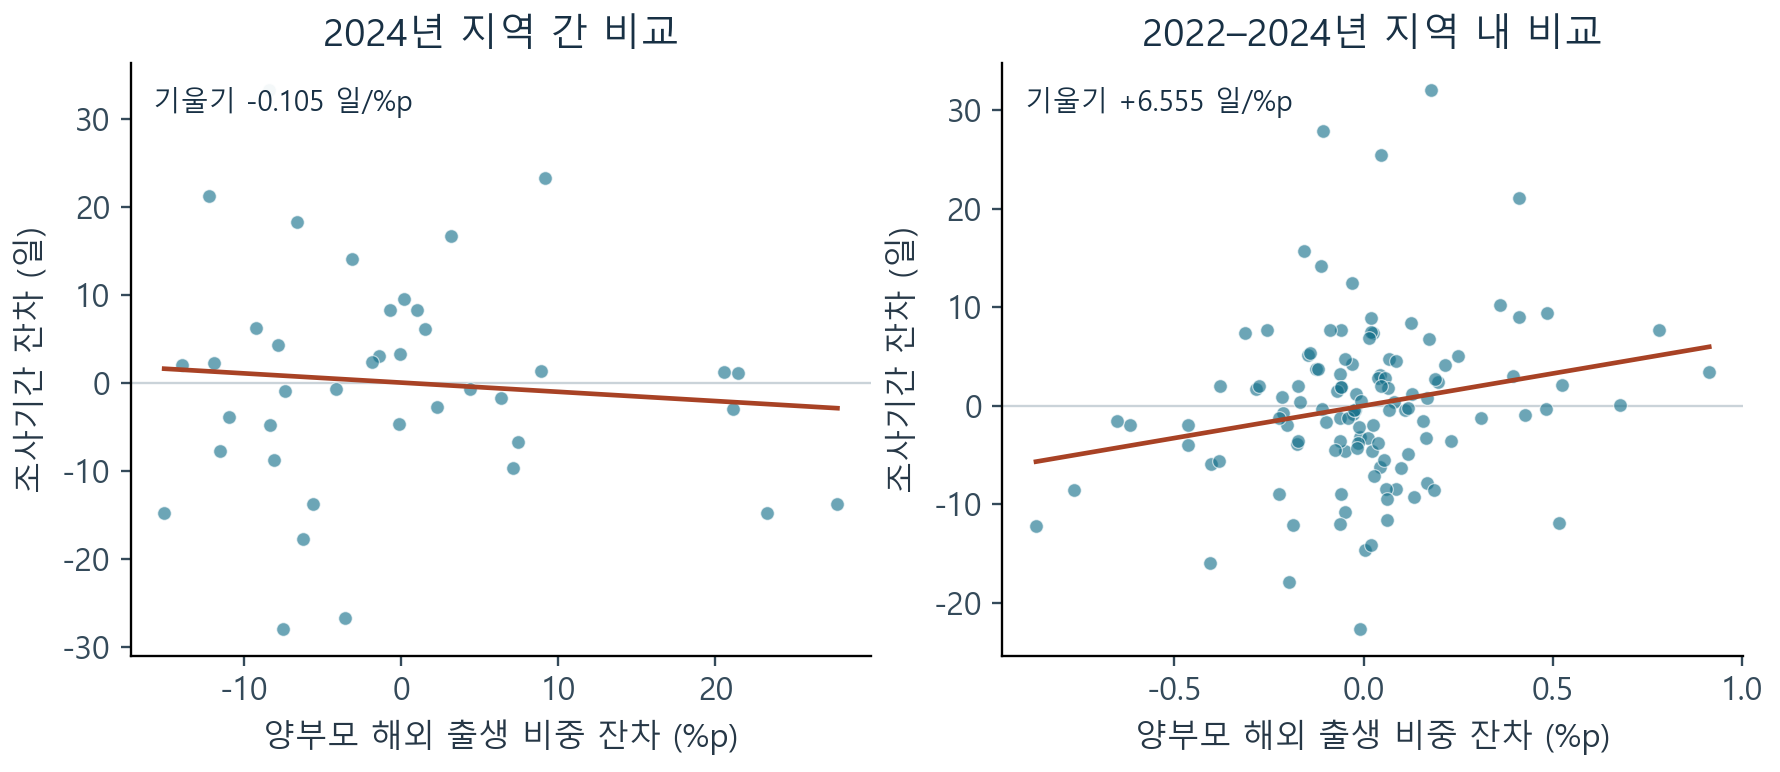 2024년 지역 간 비교
기울기 -0.105 일/%p
조사기간 잔차 (일)
30
20
10
0
-10
-20
-30
-10
0
10
20
양부모 해외 출생 비중 잔차 (%p)
2022–2024년 지역 내 비교
기울기 +6.555 일/%p
조사기간 잔차 (일)
30
20
10
0
-10
-20
-0.5
0.0
0.5
1.0
양부모 해외 출생 비중 잔차 (%p)